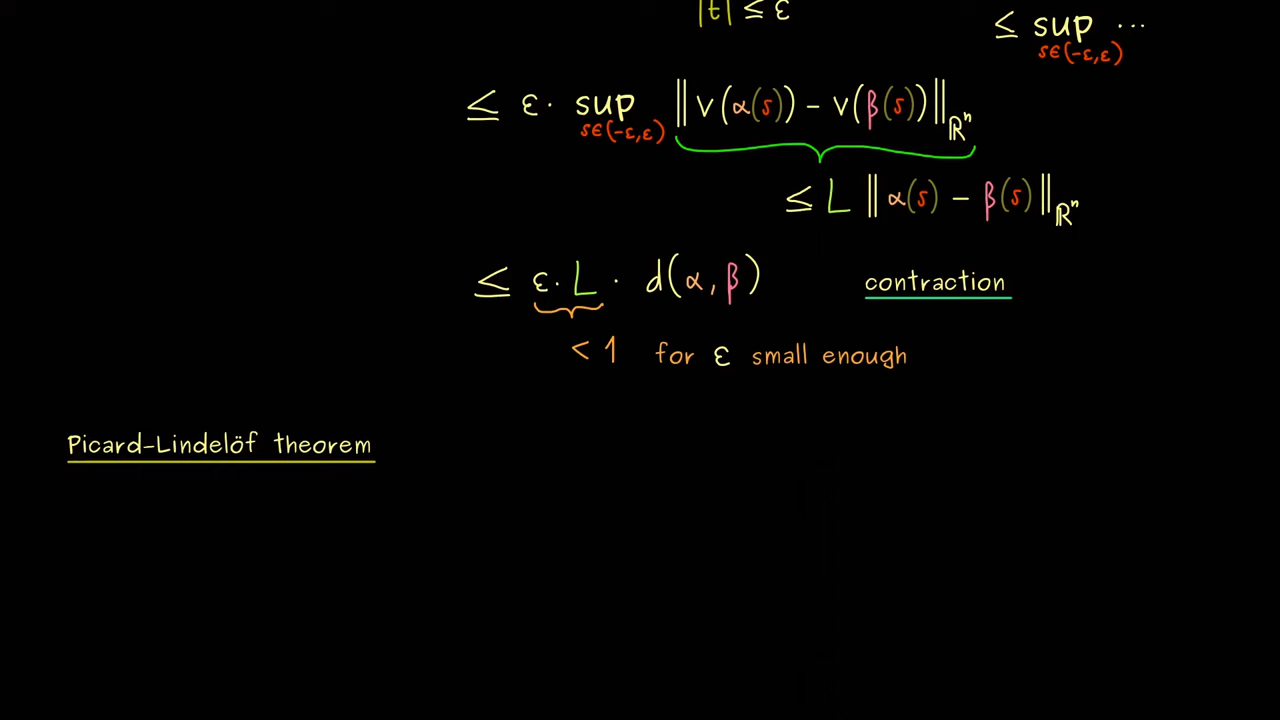 |t| ≤ ε
≤ sup ...
s∈(-ε,ε)
≤ ε · sup ‖v(α(s)) − v(β(s))‖ℝⁿ
s∈(-ε,ε)
≤ L ‖α(s) − β(s)‖ℝⁿ
≤ ε · L · d(α, β) contraction
< 1 for ε small enough
Picard-Lindelöf theorem